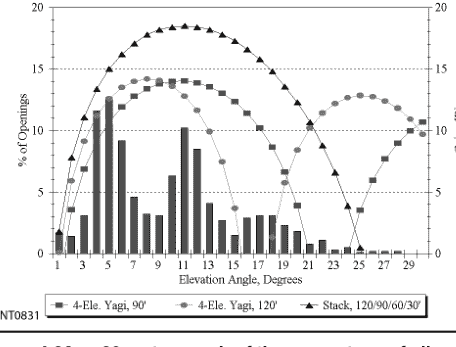 20 20
15 15
10 10
5 5
0 0
% of Openings
1 3 5 7 9 11 13 15 17 19 21 23 25 27 29
Elevation Angle, Degrees
4-Ele. Yagi, 90' 4-Ele. Yagi, 120' Stack, 120/90/60/30'
NT0831